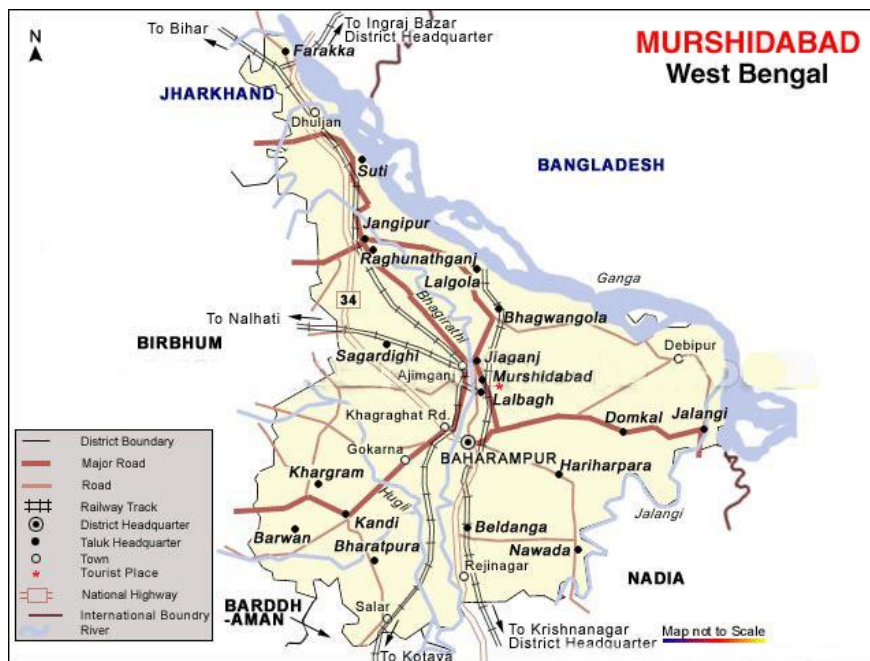 To Bihar
To Ingraj Bazar
District Headquarter
MURSHIDABAD
West Bengal
N
Farakka
JHARKHAND
Dhuljan
BANGLADESH
Suti
Jangipur
Raghunathganj
Lalgola
Ganga
34
Bhagirathi
To Nalhati
Bhagwangola
BIRBHUM
Sagardighi
Debipur
Jiaganj
Ajimganj
Murshidabad
*
Lalbagh
Khagraghat Rd.
Domkal
Jalangi
Gokarna
BAHARAMPUR
Khargram
Hariharpara
Hugli
Kandi
Jalangi
Barwan
Beldanga
Bharatpura
Nawada
Rejinagar
NADIA
BARDDH
-AMAN
Salar
To Kotava
To Krishnanagar
District Headquarter
Map not to Scale
District Boundary
Major Road
Road
Railway Track
District Headquarter
Taluk Headquarter
Town
* Tourist Place
National Highway
International Boundry
River